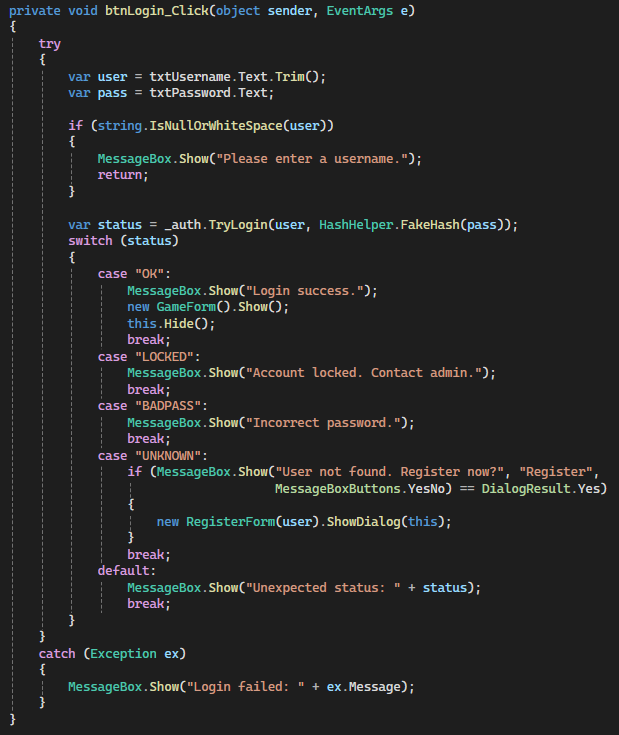 private void btnLogin_Click(object sender, EventArgs e)
{
    try
    {
        var user = txtUsername.Text.Trim();
        var pass = txtPassword.Text;

        if (string.IsNullOrWhiteSpace(user))
        {
            MessageBox.Show("Please enter a username.");
            return;
        }

        var status = _auth.TryLogin(user, HashHelper.FakeHash(pass));
        switch (status)
        {
            case "OK":
                MessageBox.Show("Login success.");
                new GameForm().Show();
                this.Hide();
                break;
            case "LOCKED":
                MessageBox.Show("Account locked. Contact admin.");
                break;
            case "BADPASS":
                MessageBox.Show("Incorrect password.");
                break;
            case "UNKNOWN":
                if (MessageBox.Show("User not found. Register now?", "Register",
                                    MessageBoxButtons.YesNo) == DialogResult.Yes)
                {
                    new RegisterForm(user).ShowDialog(this);
                }
                break;
            default:
                MessageBox.Show("Unexpected status: " + status);
                break;
        }
    }
    catch (Exception ex)
    {
        MessageBox.Show("Login failed: " + ex.Message);
    }
}